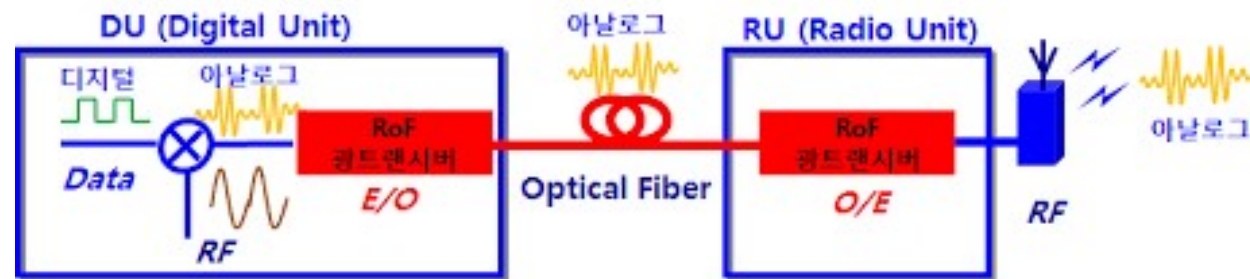 DU (Digital Unit)
아날로그
RU (Radio Unit)
디지털
아날로그
RoF
광트랜시버
RoF
광트랜시버
아날로그
Data
E/O
Optical Fiber
O/E
RF
RF